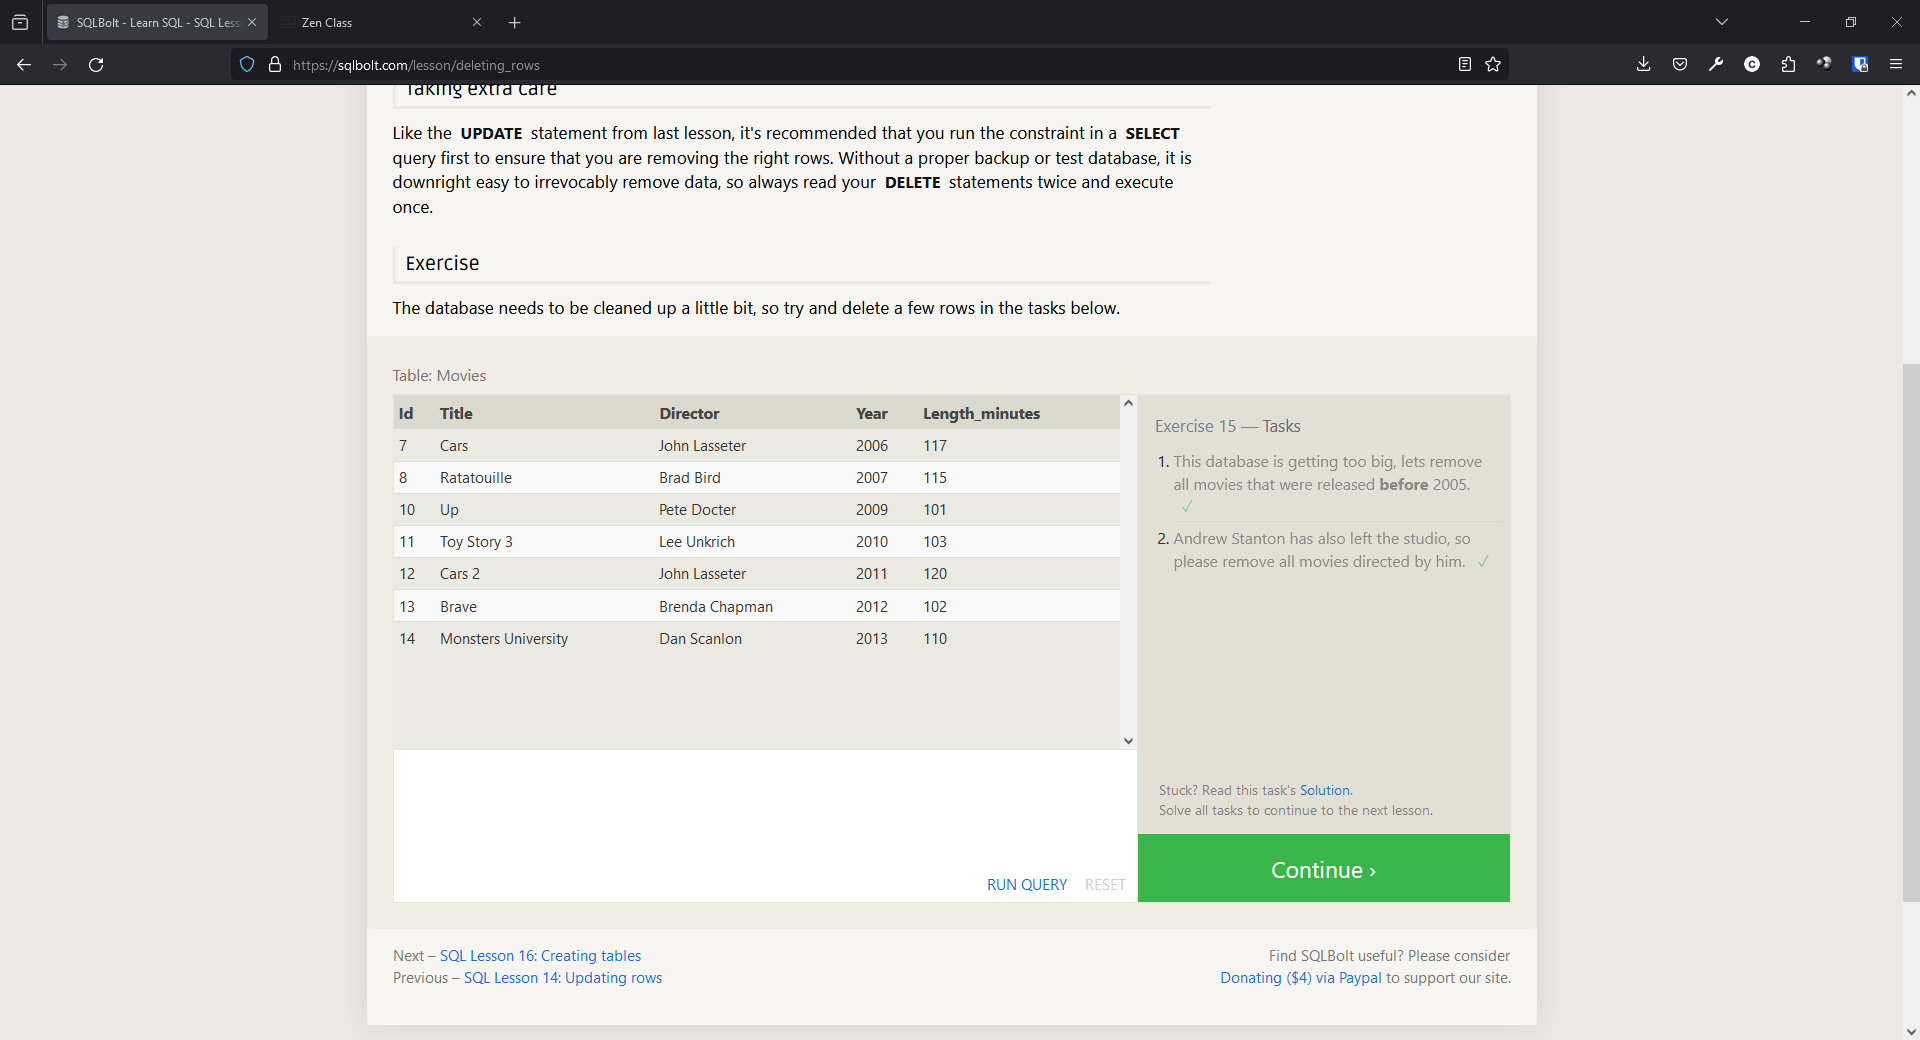 SQLBolt - Learn SQL - SQL Less
Zen Class
https://sqlbolt.com/lesson/deleting_rows
Taking extra care
Like the UPDATE statement from last lesson, it's recommended that you run the constraint in a SELECT
query first to ensure that you are removing the right rows. Without a proper backup or test database, it is
downright easy to irrevocably remove data, so always read your DELETE statements twice and execute
once.
Exercise
The database needs to be cleaned up a little bit, so try and delete a few rows in the tasks below.
Table: Movies
Id Title Director Year Length_minutes
7 Cars John Lasseter 2006 117
8 Ratatouille Brad Bird 2007 115
10 Up Pete Docter 2009 101
11 Toy Story 3 Lee Unkrich 2010 103
12 Cars 2 John Lasseter 2011 120
13 Brave Brenda Chapman 2012 102
14 Monsters University Dan Scanlon 2013 110
RUN QUERY RESET
Exercise 15 — Tasks
1. This database is getting too big, lets remove
all movies that were released before 2005.
✓
2. Andrew Stanton has also left the studio, so
please remove all movies directed by him. ✓
Stuck? Read this task's Solution.
Solve all tasks to continue to the next lesson.
Continue ›
Next – SQL Lesson 16: Creating tables
Previous – SQL Lesson 14: Updating rows
Find SQLBolt useful? Please consider
Donating ($4) via Paypal to support our site.